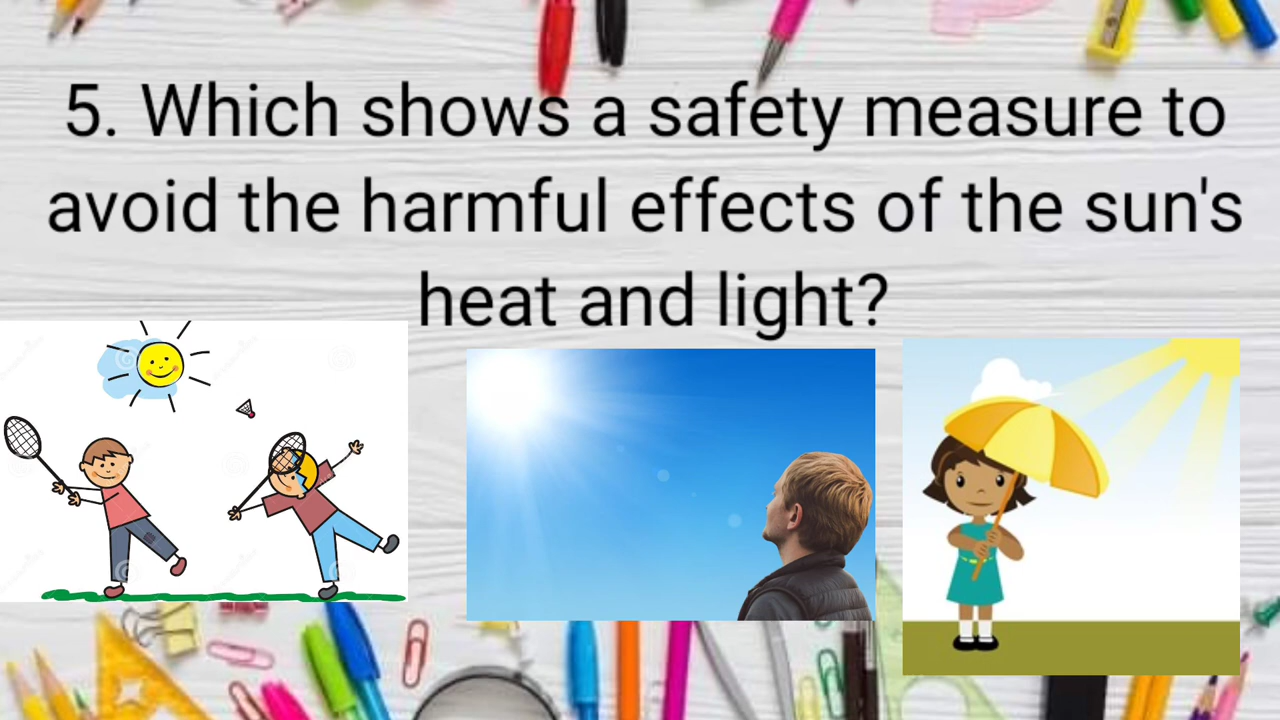 5. Which shows a safety measure to
avoid the harmful effects of the sun's
heat and light?